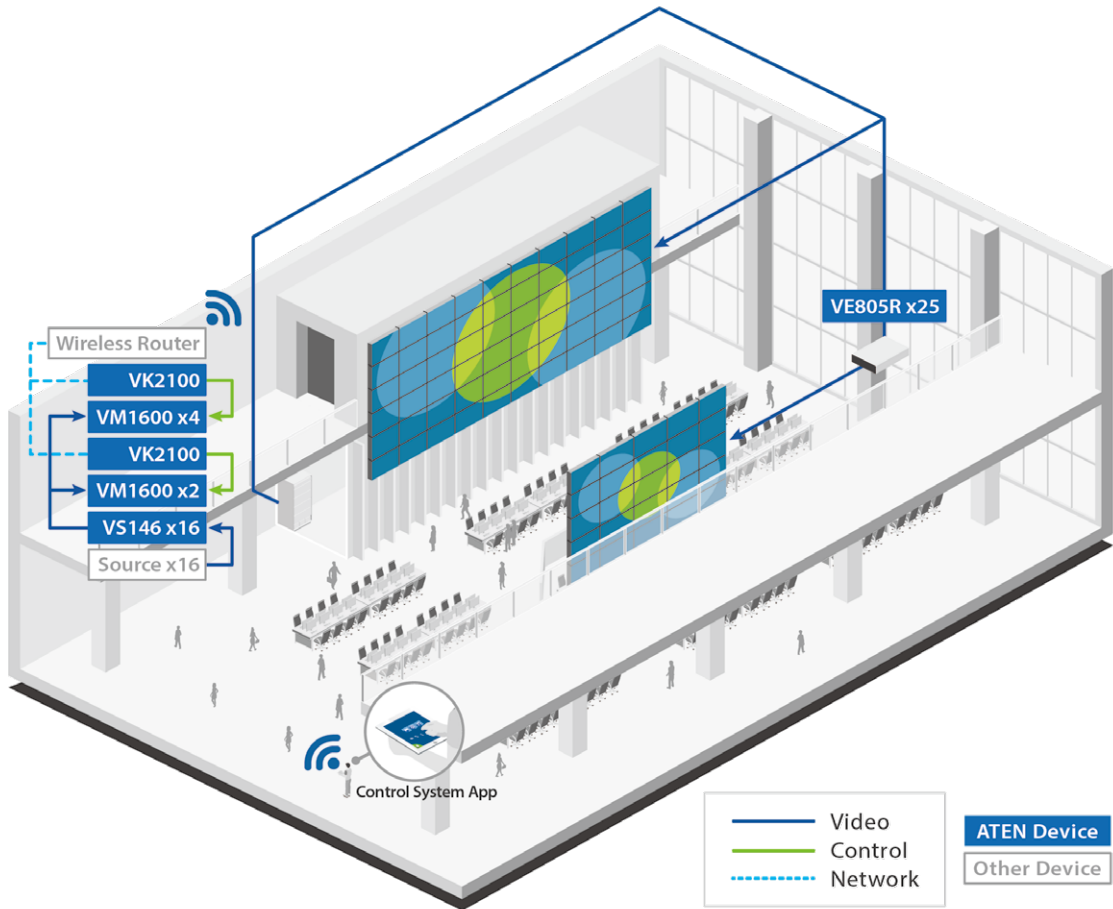 VE805R x25
Wireless Router
VK2100
VM1600 x4
VK2100
VM1600 x2
VS146 x16
Source x16
Control System App
Video
Control
Network
ATEN Device
Other Device